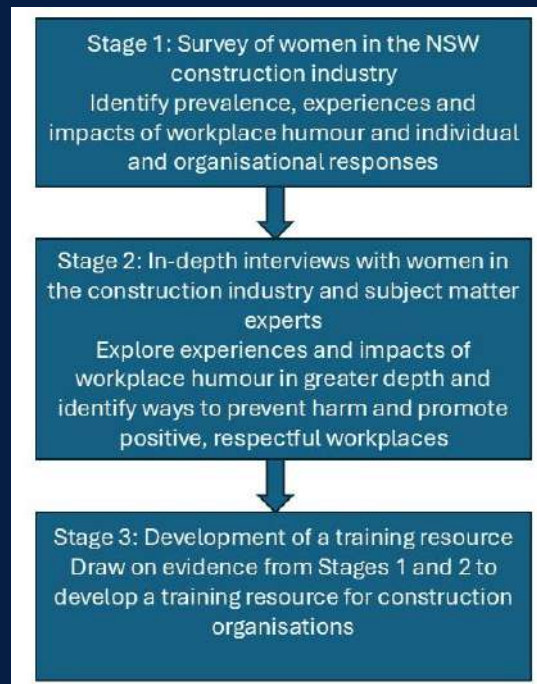 Stage 1: Survey of women in the NSW
construction industry
Identify prevalence, experiences and
impacts of workplace humour and individual
and organisational responses
Stage 2: In-depth interviews with women in
the construction industry and subject matter
experts
Explore experiences and impacts of
workplace humour in greater depth and
identify ways to prevent harm and promote
positive, respectful workplaces
Stage 3: Development of a training resource
Draw on evidence from Stages 1 and 2 to
develop a training resource for construction
organisations